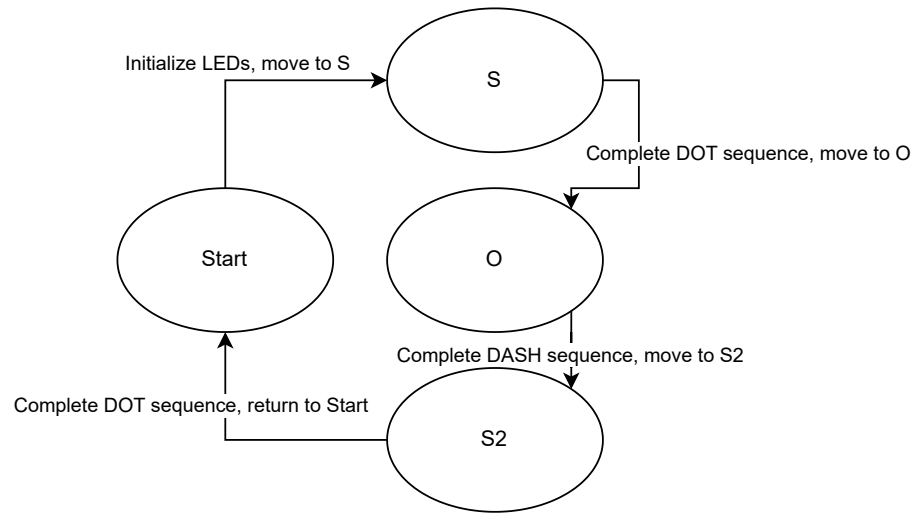 Initialize LEDs, move to S
S
Complete DOT sequence, move to O
Start
O
Complete DASH sequence, move to S2
Complete DOT sequence, return to Start
S2